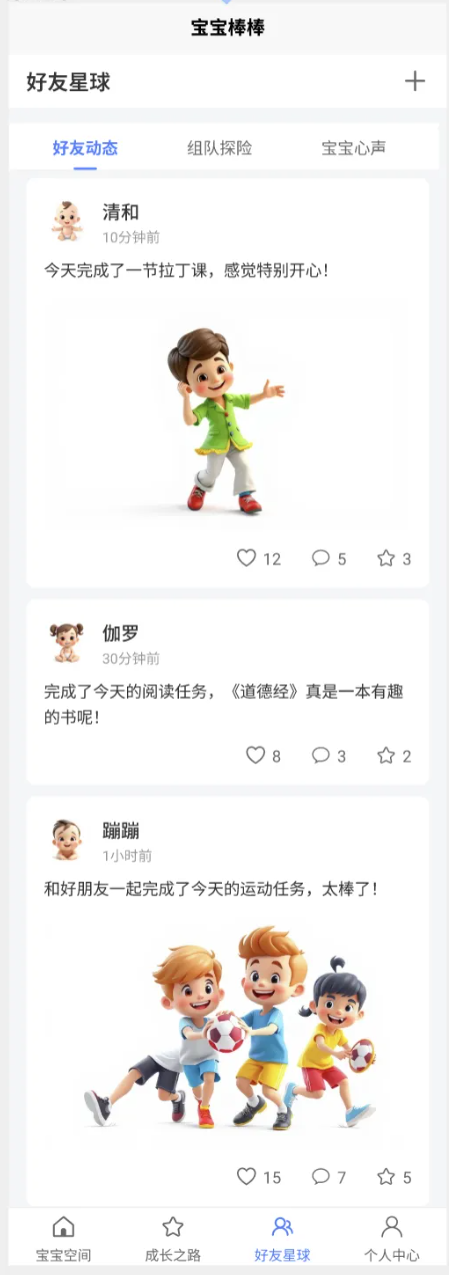 宝宝棒棒
好友星球
好友动态 组队探险 宝宝心声
清和
10分钟前
今天完成了一节拉丁课，感觉特别开心！
12 5 3
伽罗
30分钟前
完成了今天的阅读任务，《道德经》真是一本有趣
的书呢！
8 3 2
蹦蹦
1小时前
和好朋友一起完成了今天的运动任务，太棒了！
15 7 5
宝宝空间 成长之路 好友星球 个人中心